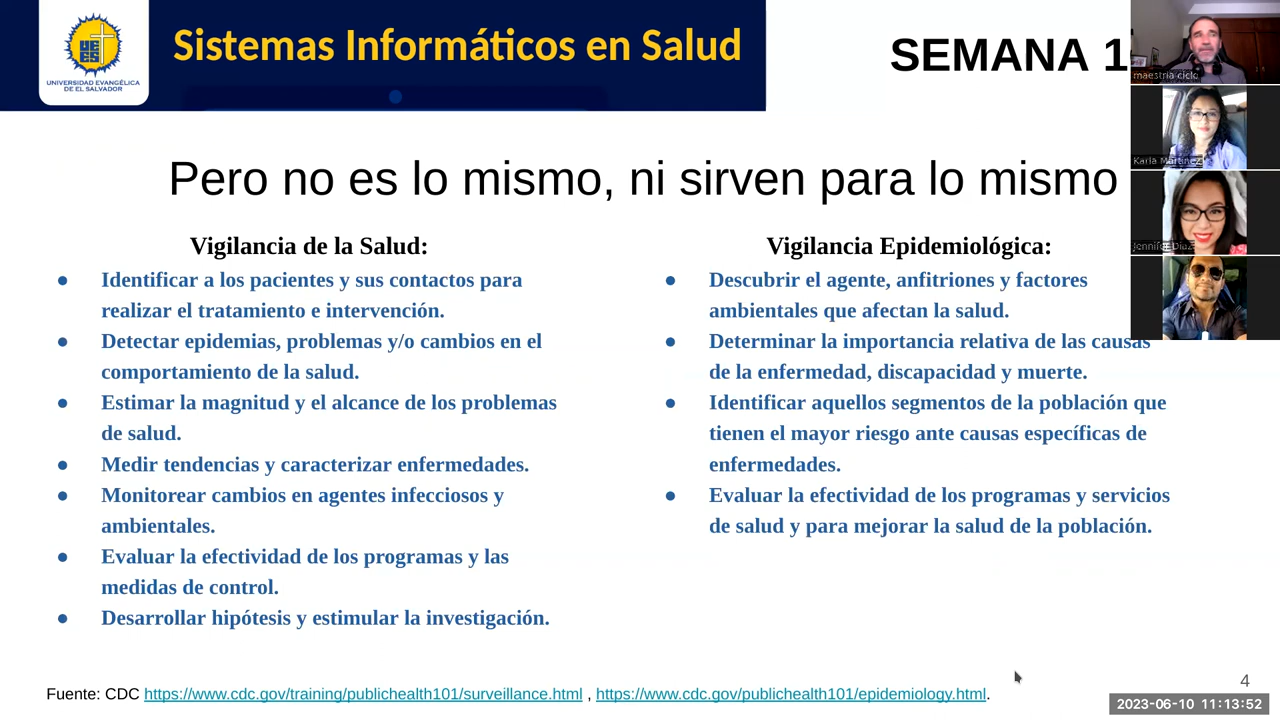 Sistemas Informáticos en Salud
UNIVERSIDAD EVANGÉLICA
DE EL SALVADOR
SEMANA 1
maestria ciclo
Karla Martinez
Jennifer Diaz
Pero no es lo mismo, ni sirven para lo mismo
Vigilancia de la Salud:
● Identificar a los pacientes y sus contactos para
realizar el tratamiento e intervención.
● Detectar epidemias, problemas y/o cambios en el
comportamiento de la salud.
● Estimar la magnitud y el alcance de los problemas
de salud.
● Medir tendencias y caracterizar enfermedades.
● Monitorear cambios en agentes infecciosos y
ambientales.
● Evaluar la efectividad de los programas y las
medidas de control.
● Desarrollar hipótesis y estimular la investigación.
Vigilancia Epidemiológica:
● Descubrir el agente, anfitriones y factores
ambientales que afectan la salud.
● Determinar la importancia relativa de las causas
de la enfermedad, discapacidad y muerte.
● Identificar aquellos segmentos de la población que
tienen el mayor riesgo ante causas específicas de
enfermedades.
● Evaluar la efectividad de los programas y servicios
de salud y para mejorar la salud de la población.
Fuente: CDC https://www.cdc.gov/training/publichealth101/surveillance.html , https://www.cdc.gov/publichealth101/epidemiology.html.
4
2023-06-10 11:13:52